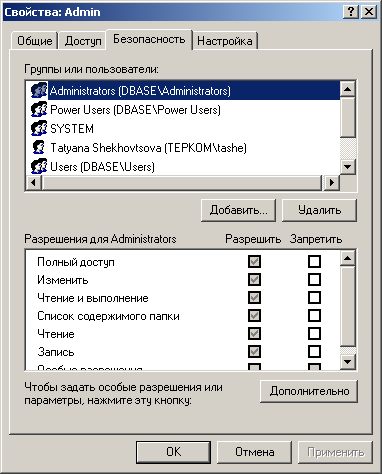 Свойства: Admin
Общие Доступ Безопасность Настройка
Группы или пользователи:
Administrators (DBASE\Administrators)
Power Users (DBASE\Power Users)
SYSTEM
Tatyana Shekhovtsova (TEPKOM\tashe)
Users (DBASE\Users)
Добавить... Удалить
Разрешения для Administrators Разрешить Запретить
Полный доступ
Изменить
Чтение и выполнение
Список содержимого папки
Чтение
Запись
Особые разрешения
Чтобы задать особые разрешения или
параметры, нажмите эту кнопку:
Дополнительно
OK Отмена Применить